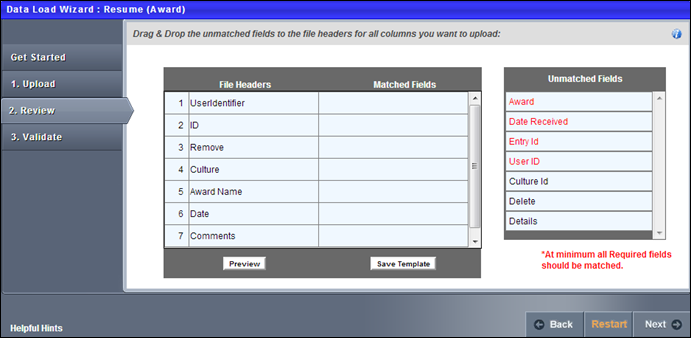 Data Load Wizard : Resume (Award)
Drag & Drop the unmatched fields to the file headers for all columns you want to upload:
Get Started
1. Upload
2. Review
3. Validate
File Headers Matched Fields
1 UserIdentifier
2 ID
3 Remove
4 Culture
5 Award Name
6 Date
7 Comments
Preview Save Template
Unmatched Fields
Award
Date Received
Entry Id
User ID
Culture Id
Delete
Details
*At minimum all Required fields
should be matched.
Helpful Hints
Back Restart Next